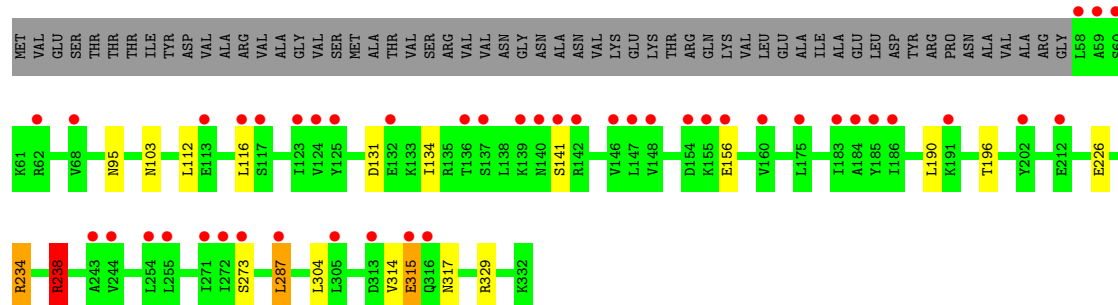 MET VAL GLU SER THR THR THR ILE TYR ASP VAL ALA ARG VAL ALA GLY VAL SER MET ALA THR VAL SER ARG VAL VAL ASN GLY ASN ALA ASN VAL LYS GLU LYS THR ARG GLN LYS VAL LEU GLU ALA ILE ALA GLU LEU ASP TYR ARG PRO ASN ALA VAL ALA ARG GLY L58 A59 S60
K61 R62 V68 N95 N103 L112 E113 L116 S117 I123 V124 Y125 D131 E132 K133 I134 R135 T136 S137 L138 K139 N140 S141 R142 V146 L147 V148 D154 K155 E156 V160 L175 I183 A184 Y185 I186 L190 K191 T196 Y202 E212 E226
R234 R238 A243 V244 L254 L255 I271 I272 S273 L287 L304 L305 D313 V314 E315 Q316 N317 R329 K332